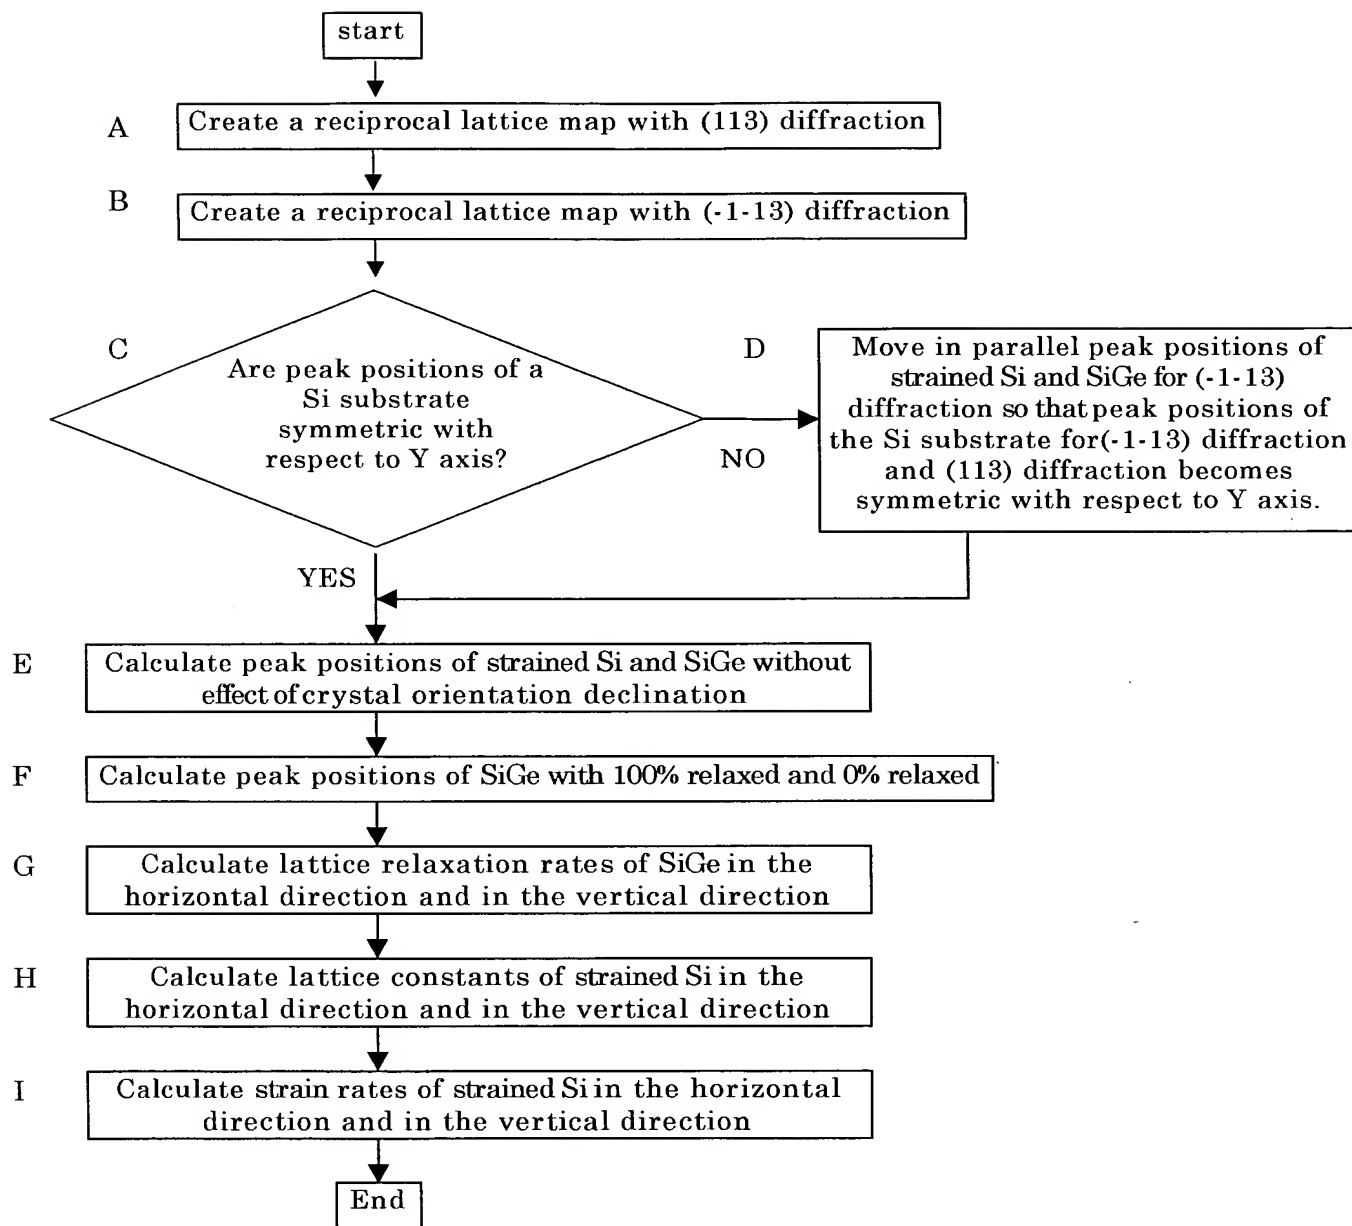 start
A
Create a reciprocal lattice map with (113) diffraction
B
Create a reciprocal lattice map with (-1-13) diffraction
C
Are peak positions of a
Si substrate
symmetric with
respect to Y axis?
NO
D
Move in parallel peak positions of
strained Si and SiGe for (-1-13)
diffraction so that peak positions of
the Si substrate for(-1-13) diffraction
and (113) diffraction becomes
symmetric with respect to Y axis.
YES
E
Calculate peak positions of strained Si and SiGe without
effect of crystal orientation declination
F
Calculate peak positions of SiGe with 100% relaxed and 0% relaxed
G
Calculate lattice relaxation rates of SiGe in the
horizontal direction and in the vertical direction
H
Calculate lattice constants of strained Si in the
horizontal direction and in the vertical direction
I
Calculate strain rates of strained Si in the horizontal
direction and in the vertical direction
End